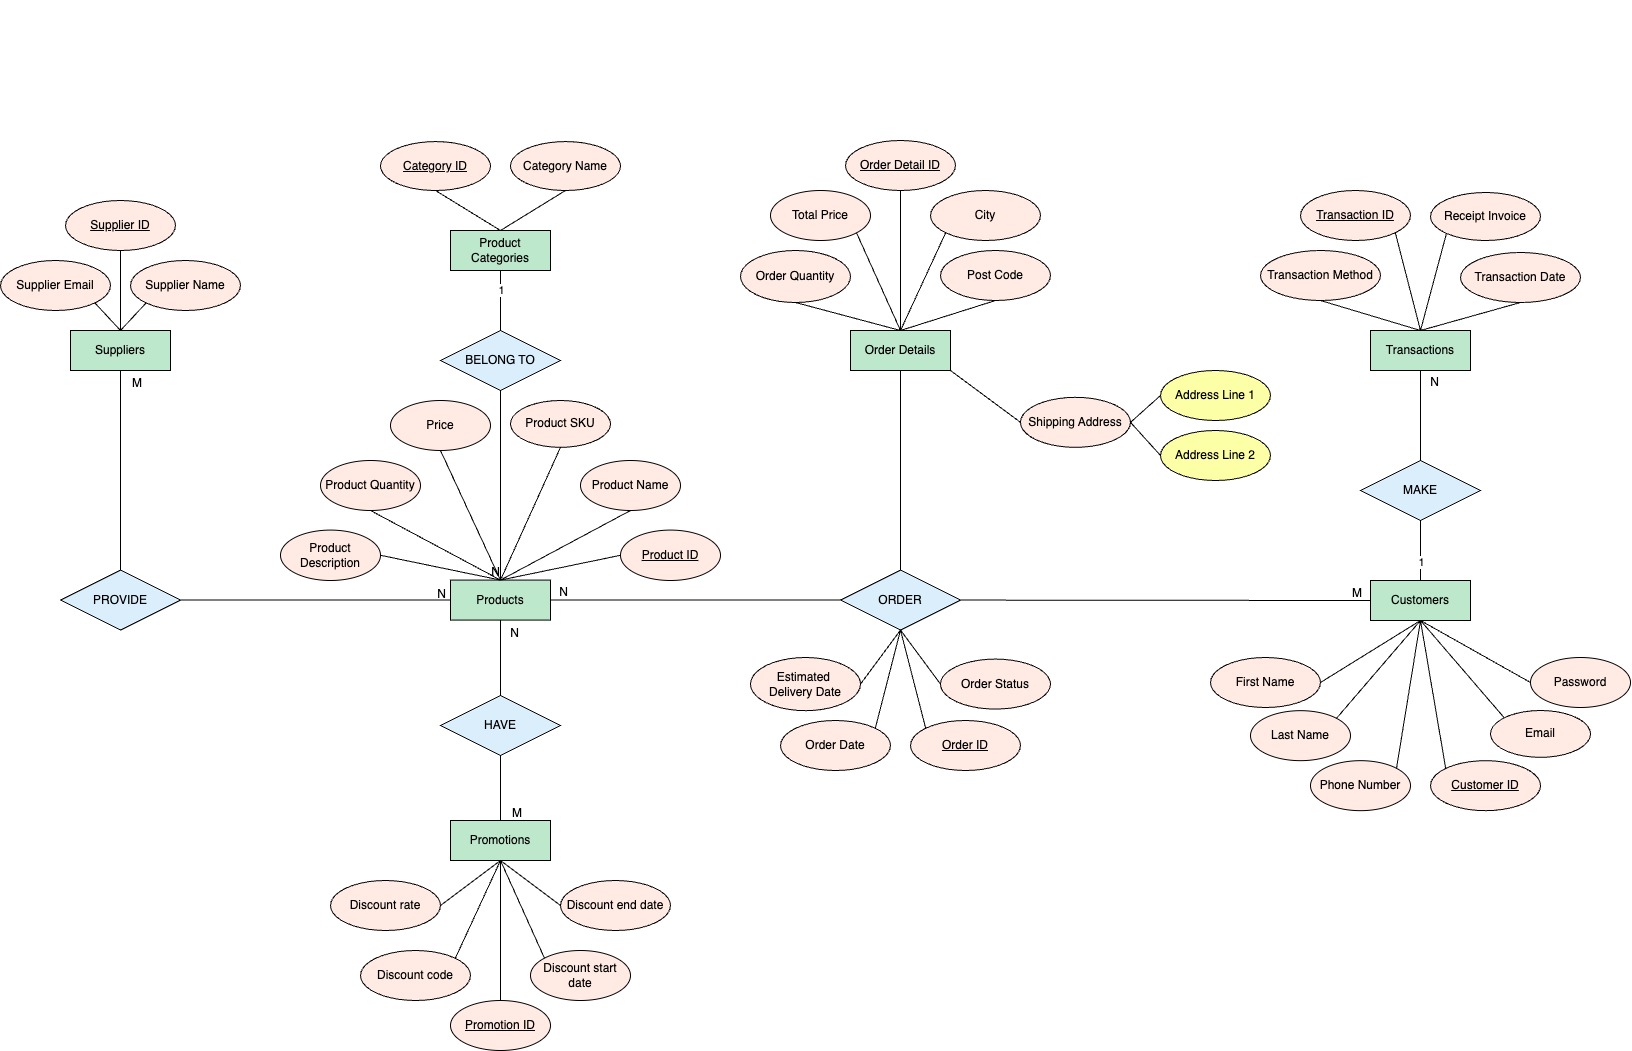 Order Detail ID
Category ID
Category Name
Supplier ID
Total Price
City
Transaction ID
Receipt Invoice
Product
Categories
Supplier Email
Supplier Name
Order Quantity
Post Code
Transaction Method
Transaction Date
1
Suppliers
BELONG TO
Order Details
Transactions
M
N
Price
Product SKU
Shipping Address
Address Line 1
Address Line 2
Product Quantity
Product Name
MAKE
Product
Description
Product ID
1
N
PROVIDE
N
Products
N
ORDER
M
Customers
N
Estimated
Delivery Date
Order Status
First Name
Password
HAVE
Order Date
Order ID
Last Name
Email
Phone Number
Customer ID
M
Promotions
Discount rate
Discount end date
Discount code
Discount start
date
Promotion ID